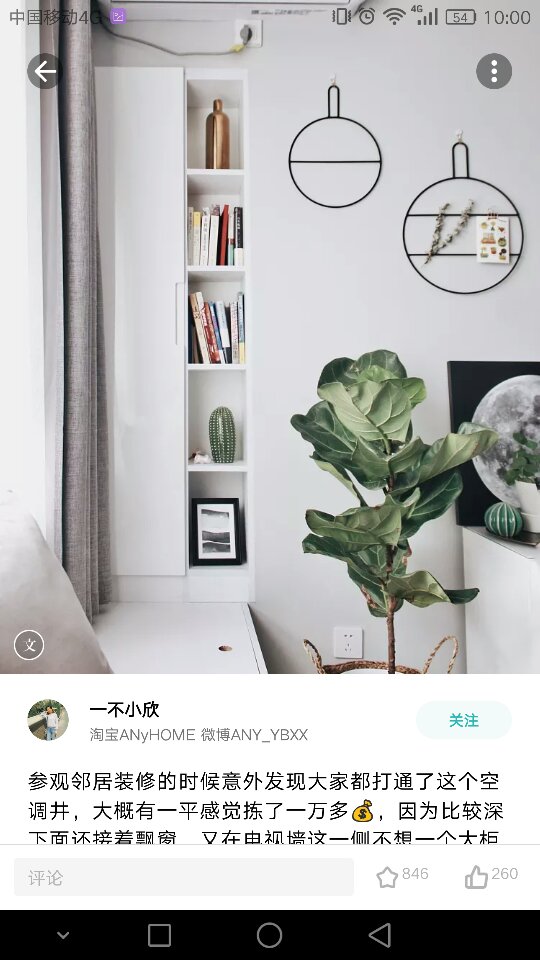 中国移动4G
4G
54
10:00
文
一不小欣
淘宝ANyHOME 微博ANY_YBXX
关注
参观邻居装修的时候意外发现大家都打通了这个空
调井，大概有一平感觉拣了一万多💰，因为比较深
下面还接着飘窗，又在电视墙这一侧不想一个大柜
评论
846
260